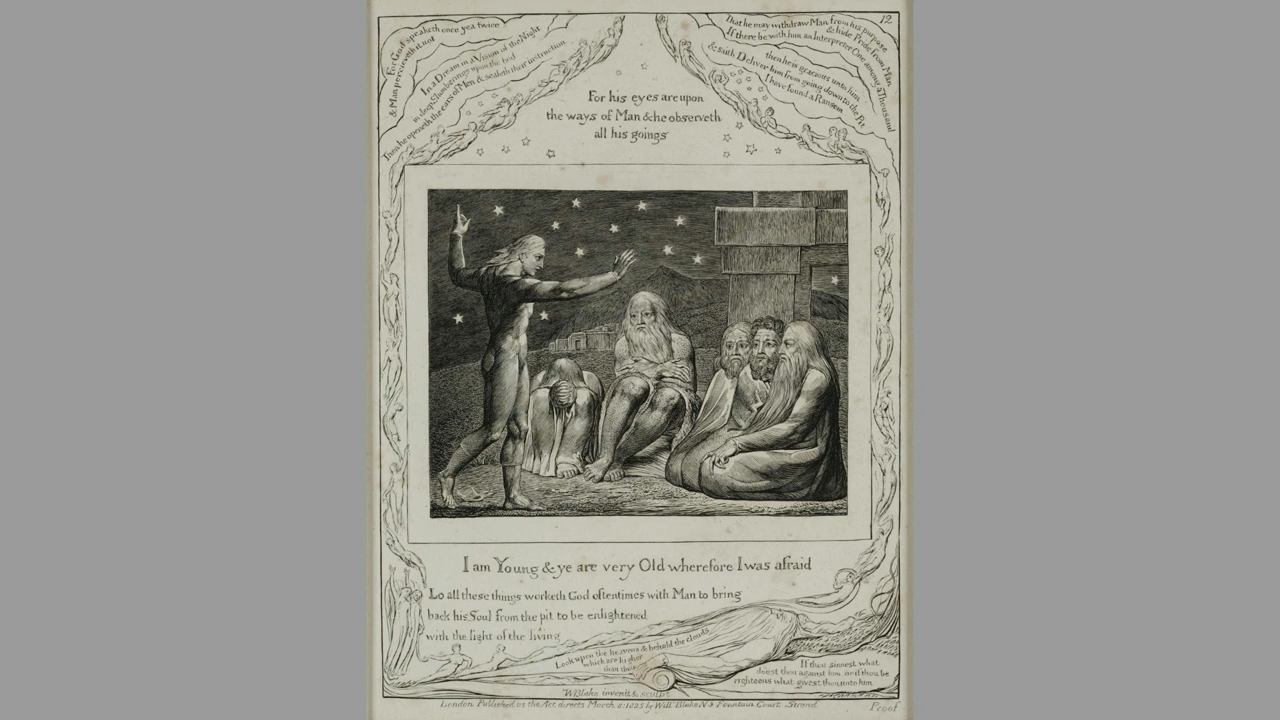 12
For God speaketh once yea twice
& Man percieveth it not
In a Dream in a Vision of the Night
in deep Slumberings upon the bed
Then he openeth the ears of Men & sealeth their instruction
That he may withdraw Man from his purpose
& hide Pride from Man
If there be with him an Interpreter One among a Thousand
then he is gracious unto him
& saith Deliver him from going down to the Pit
I have found a Ransom
For his eyes are upon
the ways of Man & he observeth
all his goings
I am Young & ye are very Old wherefore I was afraid
Lo all these things worketh God oftentimes with Man to bring
back his Soul from the pit to be enlightened
with the light of the living
Look upon the heavens & behold the clouds
which are higher
than thou
If thou sinnest what
doest thou against him or if thou be
righteous what givest thou unto him
WBlake invenit & sculpt
London Published as the Act directs March 8: 1825 by Will Blake N 3 Fountain Court Strand
Proof